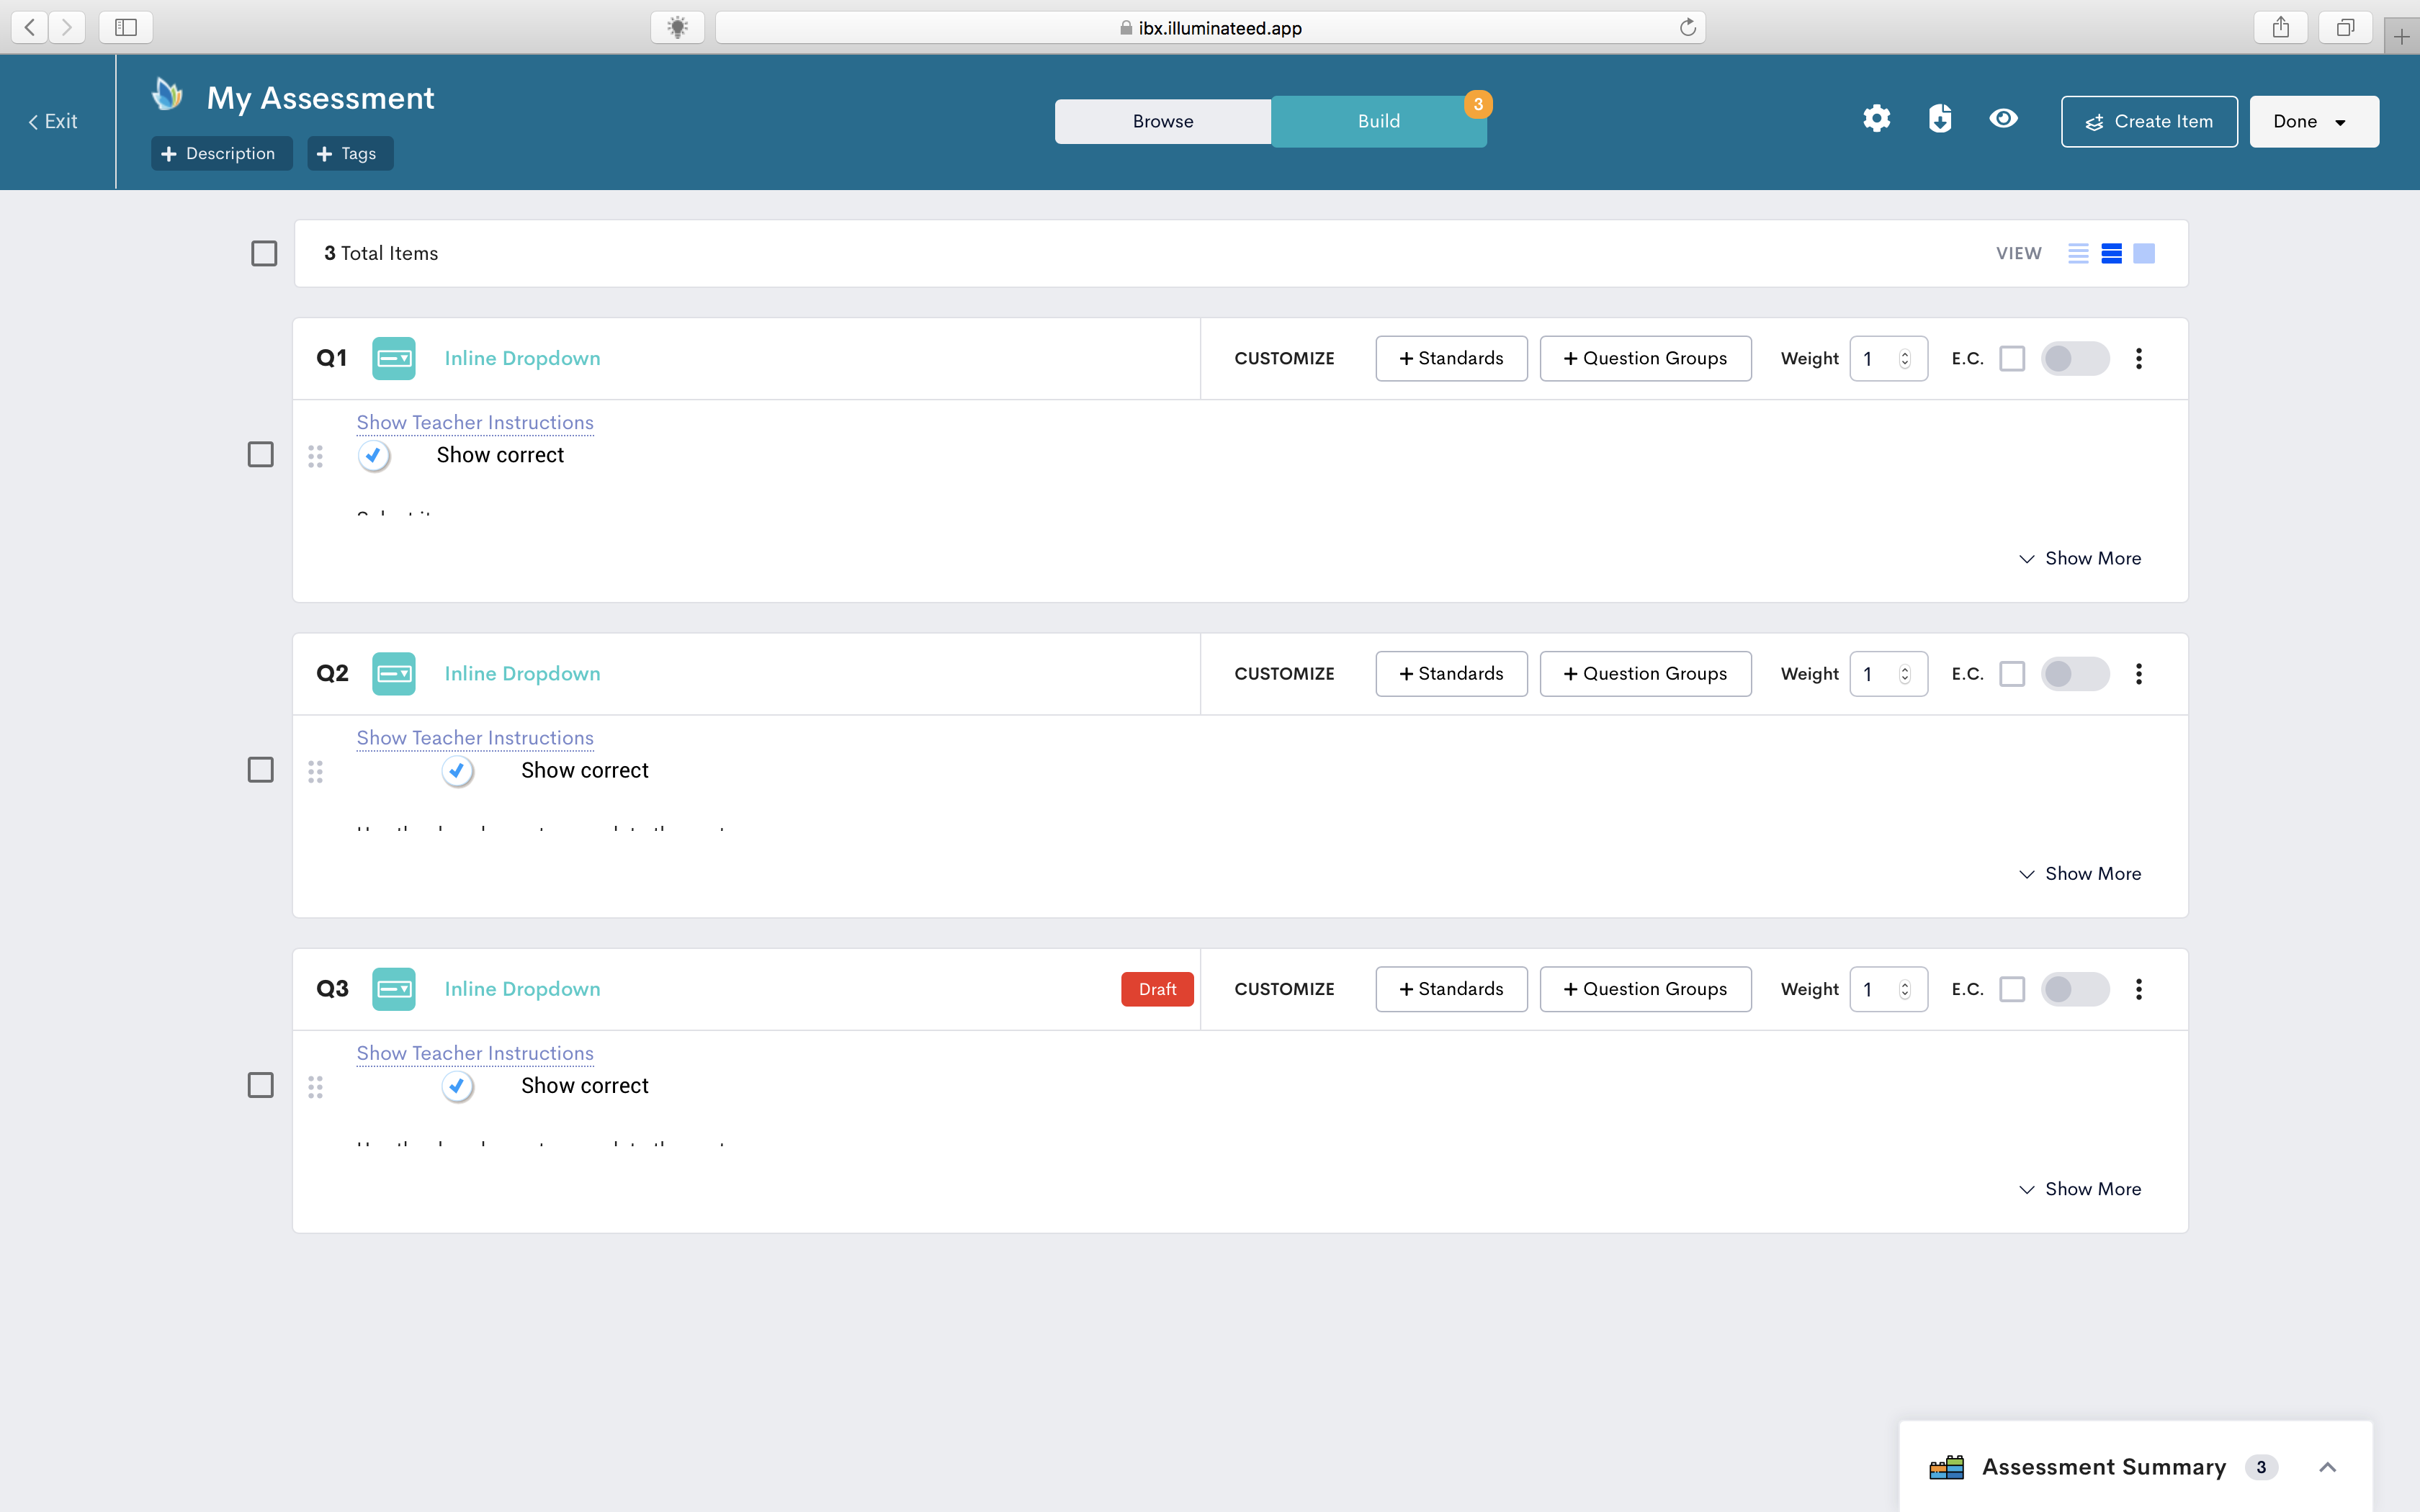 ibx.illuminateed.app
Exit
My Assessment
Description
Tags
Browse
Build
3
Create Item
Done
3 Total Items
VIEW
Q1 Inline Dropdown
CUSTOMIZE
+ Standards
+ Question Groups
Weight 1
E.C.
Show Teacher Instructions
Show correct
Show More
Q2 Inline Dropdown
CUSTOMIZE
+ Standards
+ Question Groups
Weight 1
E.C.
Show Teacher Instructions
Show correct
Show More
Q3 Inline Dropdown
Draft
CUSTOMIZE
+ Standards
+ Question Groups
Weight 1
E.C.
Show Teacher Instructions
Show correct
Show More
Assessment Summary 3